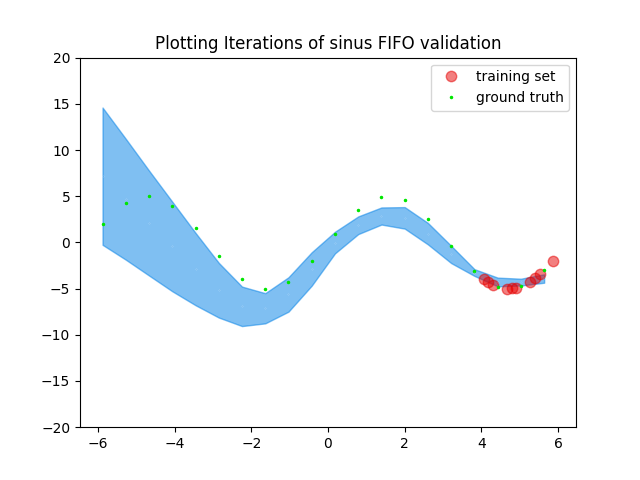 Plotting Iterations of sinus FIFO validation
training set
ground truth
20
15
10
5
0
−5
−10
−15
−20
−6 −4 −2 0 2 4 6